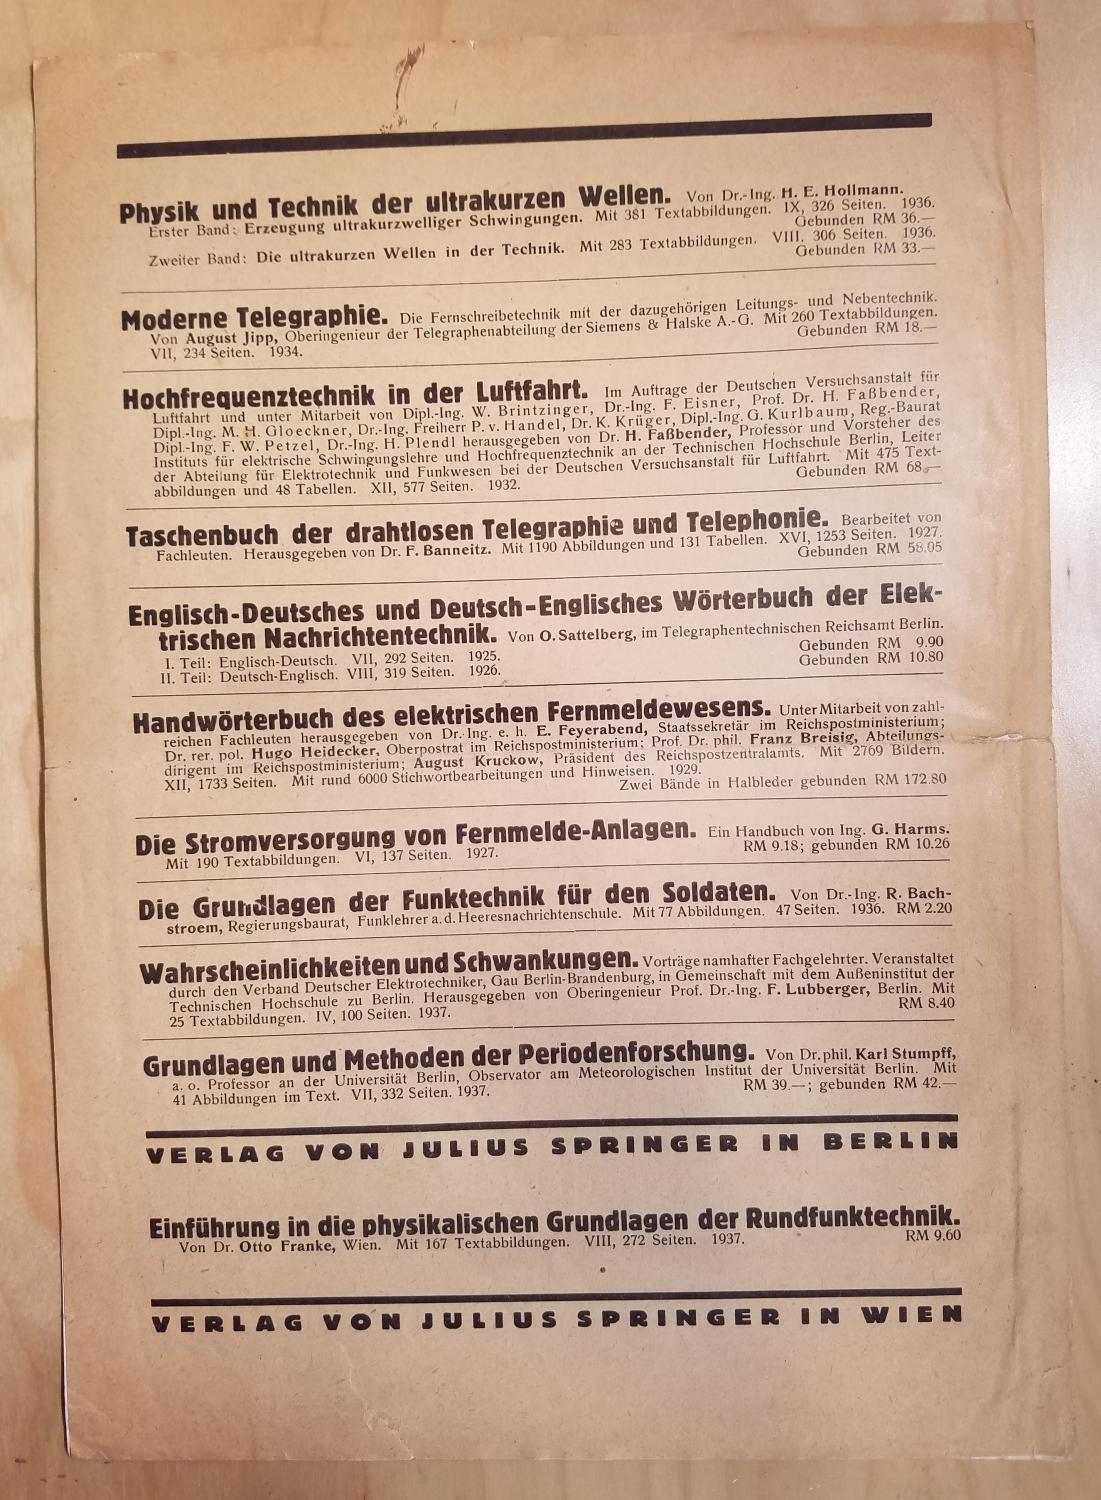 Physik und Technik der ultrakurzen Wellen. Von Dr.-Ing. H. E. Hollmann.
Erster Band: Erzeugung ultrakurzwelliger Schwingungen. Mit 381 Textabbildungen. IX, 326 Seiten. 1936.
Gebunden RM 36.—
Zweiter Band: Die ultrakurzen Wellen in der Technik. Mit 283 Textabbildungen. VIII, 306 Seiten. 1936.
Gebunden RM 33.—
Moderne Telegraphie. Die Fernschreibetechnik mit der dazugehörigen Leitungs- und Nebentechnik.
Von August Jipp, Oberingenieur der Telegraphenabteilung der Siemens & Halske A.-G. Mit 260 Textabbildungen.
VII, 234 Seiten. 1934. Gebunden RM 18.—
Hochfrequenztechnik in der Luftfahrt. Im Auftrage der Deutschen Versuchsanstalt für
Luftfahrt und unter Mitarbeit von Dipl.-Ing. W. Brintzinger, Dr.-Ing. F. Eisner, Prof. Dr. H. Faßbender,
Dipl.-Ing. M. H. Gloeckner, Dr.-Ing. Freiherr P. v. Handel, Dr. K. Krüger, Dipl.-Ing. G. Kurlbaum, Reg.-Baurat
Dipl.-Ing. F. W. Petzel, Dr.-Ing. H. Plendl herausgegeben von Dr. H. Faßbender, Professor und Vorsteher des
Instituts für elektrische Schwingungslehre und Hochfrequenztechnik an der Technischen Hochschule Berlin, Leiter
der Abteilung für Elektrotechnik und Funkwesen bei der Deutschen Versuchsanstalt für Luftfahrt. Mit 475 Text-
abbildungen und 48 Tabellen. XII, 577 Seiten. 1932. Gebunden RM 68.—
Taschenbuch der drahtlosen Telegraphie und Telephonie. Bearbeitet von
Fachleuten. Herausgegeben von Dr. F. Banneitz. Mit 1190 Abbildungen und 131 Tabellen. XVI, 1253 Seiten. 1927.
Gebunden RM 58.05
Englisch-Deutsches und Deutsch-Englisches Wörterbuch der Elek-
trischen Nachrichtentechnik. Von O. Sattelberg, im Telegraphentechnischen Reichsamt Berlin.
I. Teil: Englisch-Deutsch. VII, 292 Seiten. 1925. Gebunden RM 9.90
II. Teil: Deutsch-Englisch. VIII, 319 Seiten. 1926. Gebunden RM 10.80
Handwörterbuch des elektrischen Fernmeldewesens. Unter Mitarbeit von zahl-
reichen Fachleuten herausgegeben von Dr.-Ing. e. h. E. Feyerabend, Staatssekretär im Reichspostministerium;
Dr. rer. pol. Hugo Heidecker, Oberpostrat im Reichspostministerium; Prof. Dr. phil. Franz Breisig, Abteilungs-
dirigent im Reichspostministerium; August Kruckow, Präsident des Reichspostzentralamts. Mit 2769 Bildern.
XII, 1733 Seiten. Mit rund 6000 Stichwortbearbeitungen und Hinweisen. 1929.
Zwei Bände in Halbleder gebunden RM 172.80
Die Stromversorgung von Fernmelde-Anlagen. Ein Handbuch von Ing. G. Harms.
Mit 190 Textabbildungen. VI, 137 Seiten. 1927. RM 9.18; gebunden RM 10.26
Die Grundlagen der Funktechnik für den Soldaten. Von Dr.-Ing. R. Bach-
stroem, Regierungsbaurat, Funklehrer a. d. Heeresnachrichtenschule. Mit 77 Abbildungen. 47 Seiten. 1936. RM 2.20
Wahrscheinlichkeiten und Schwankungen. Vorträge namhafter Fachgelehrter. Veranstaltet
durch den Verband Deutscher Elektrotechniker, Gau Berlin-Brandenburg, in Gemeinschaft mit dem Außeninstitut der
Technischen Hochschule zu Berlin. Herausgegeben von Oberingenieur Prof. Dr.-Ing. F. Lubberger, Berlin. Mit
25 Textabbildungen. IV, 100 Seiten. 1937. RM 8.40
Grundlagen und Methoden der Periodenforschung. Von Dr. phil. Karl Stumpff,
a. o. Professor an der Universität Berlin, Observator am Meteorologischen Institut der Universität Berlin. Mit
41 Abbildungen im Text. VII, 332 Seiten. 1937. RM 39.—; gebunden RM 42.—
VERLAG VON JULIUS SPRINGER IN BERLIN
Einführung in die physikalischen Grundlagen der Rundfunktechnik.
Von Dr. Otto Franke, Wien. Mit 167 Textabbildungen. VIII, 272 Seiten. 1937. RM 9.60
VERLAG VON JULIUS SPRINGER IN WIEN